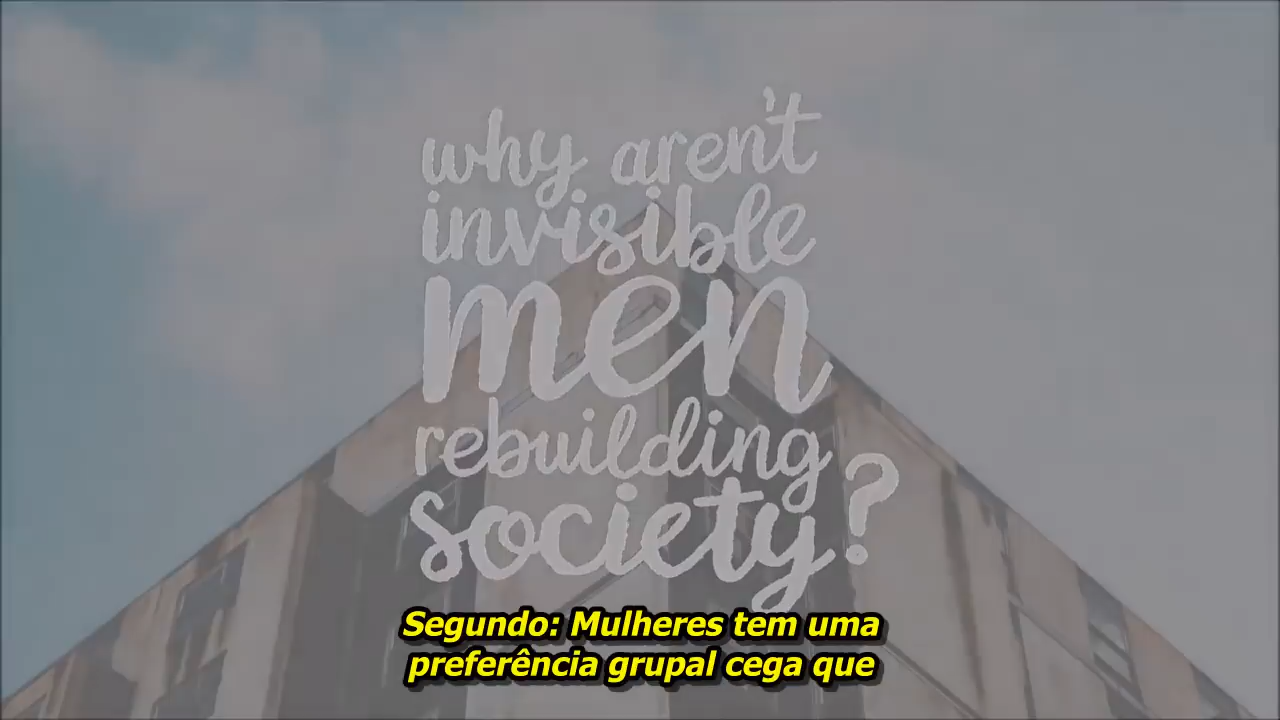 why aren't
invisible
men
rebuilding
society?
Segundo: Mulheres tem uma
preferência grupal cega que